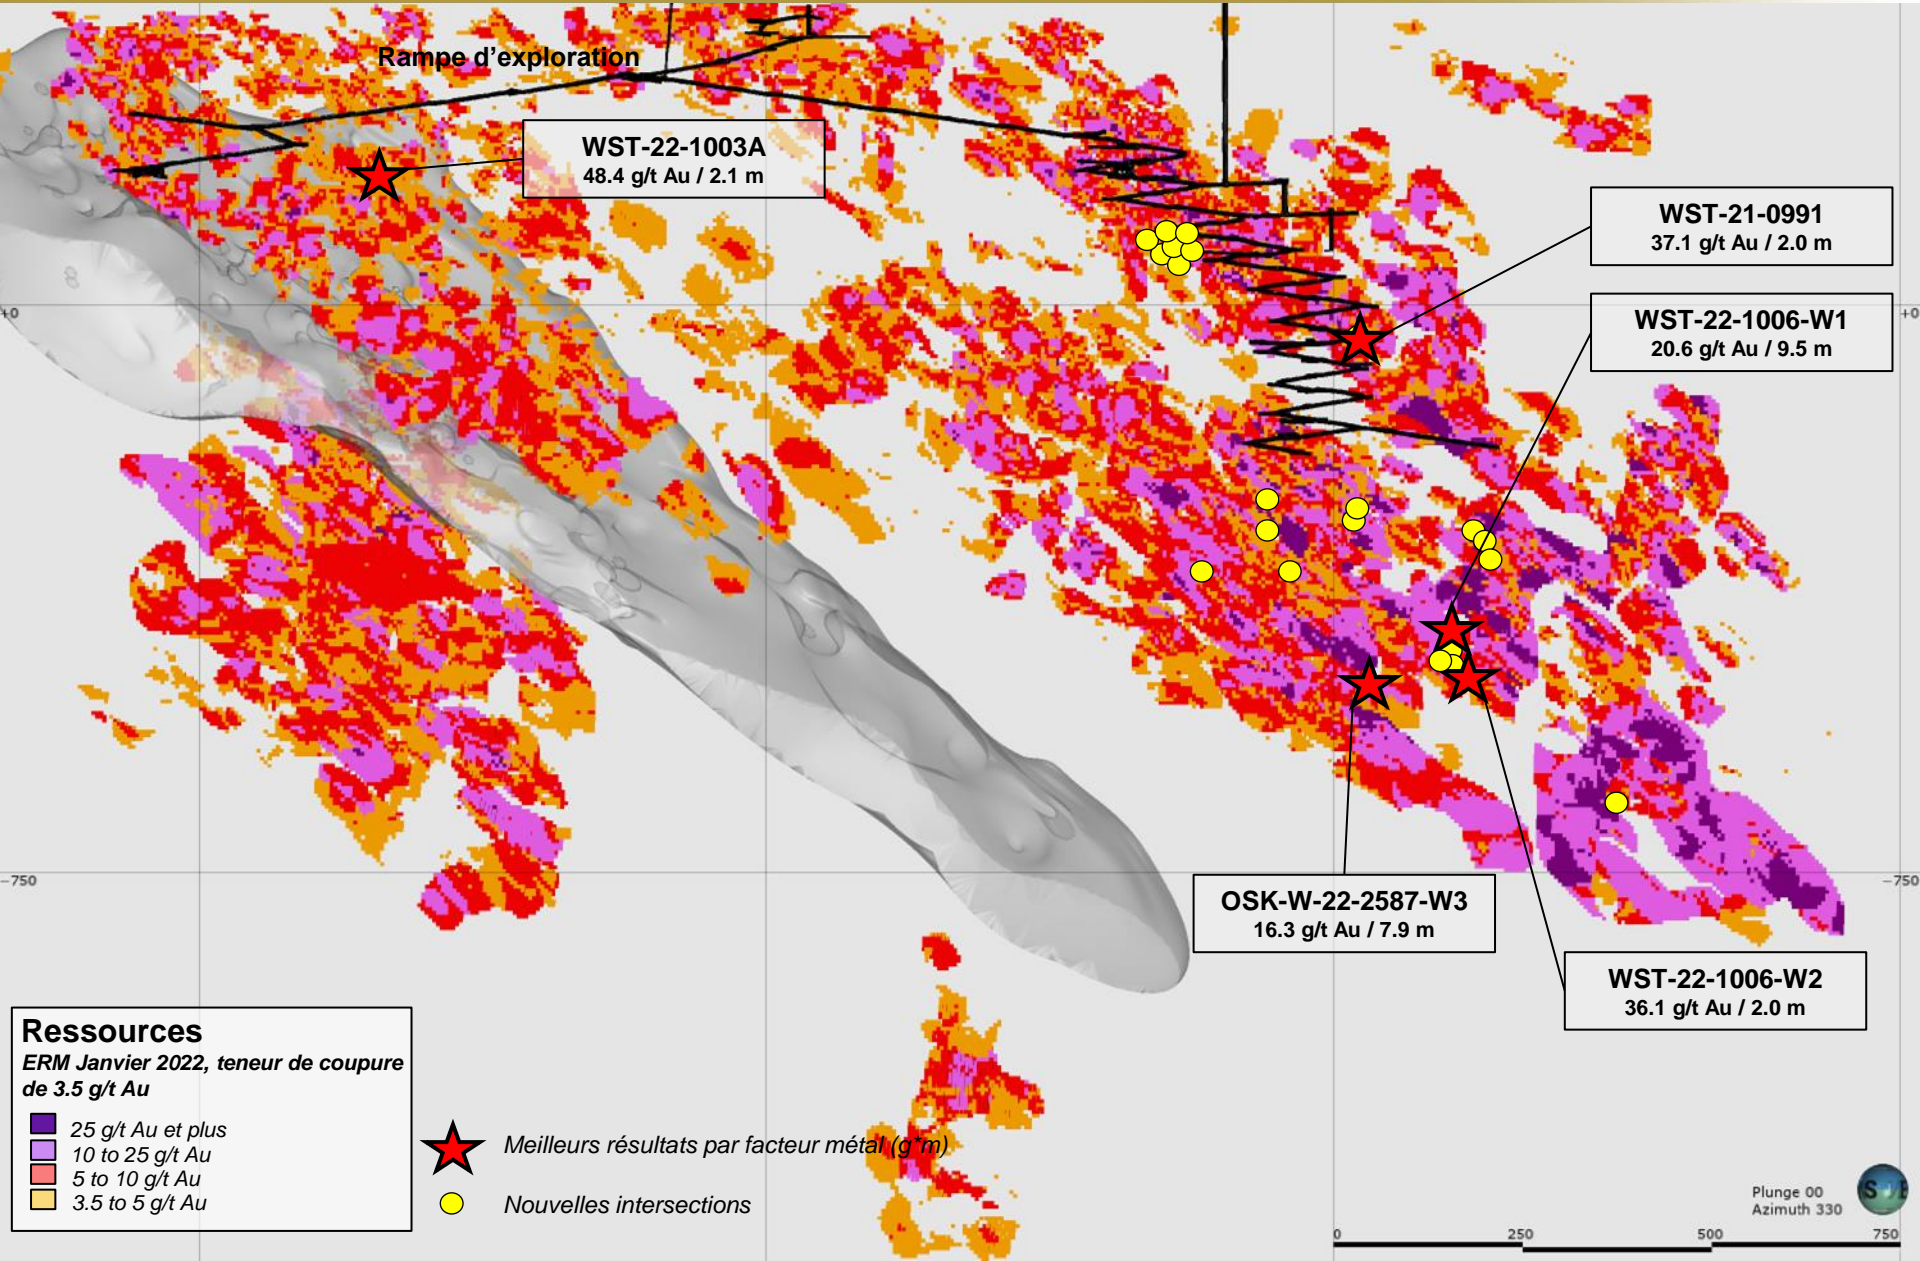 Rampe d'exploration
WST-22-1003A
48.4 g/t Au / 2.1 m
WST-21-0991
37.1 g/t Au / 2.0 m
WST-22-1006-W1
20.6 g/t Au / 9.5 m
+0
+0
-750
-750
OSK-W-22-2587-W3
16.3 g/t Au / 7.9 m
WST-22-1006-W2
36.1 g/t Au / 2.0 m
Ressources
ERM Janvier 2022, teneur de coupure
de 3.5 g/t Au
25 g/t Au et plus
10 to 25 g/t Au
5 to 10 g/t Au
3.5 to 5 g/t Au
Meilleurs résultats par facteur métal (g*m)
Nouvelles intersections
Plunge 00
Azimuth 330
0 250 500 750